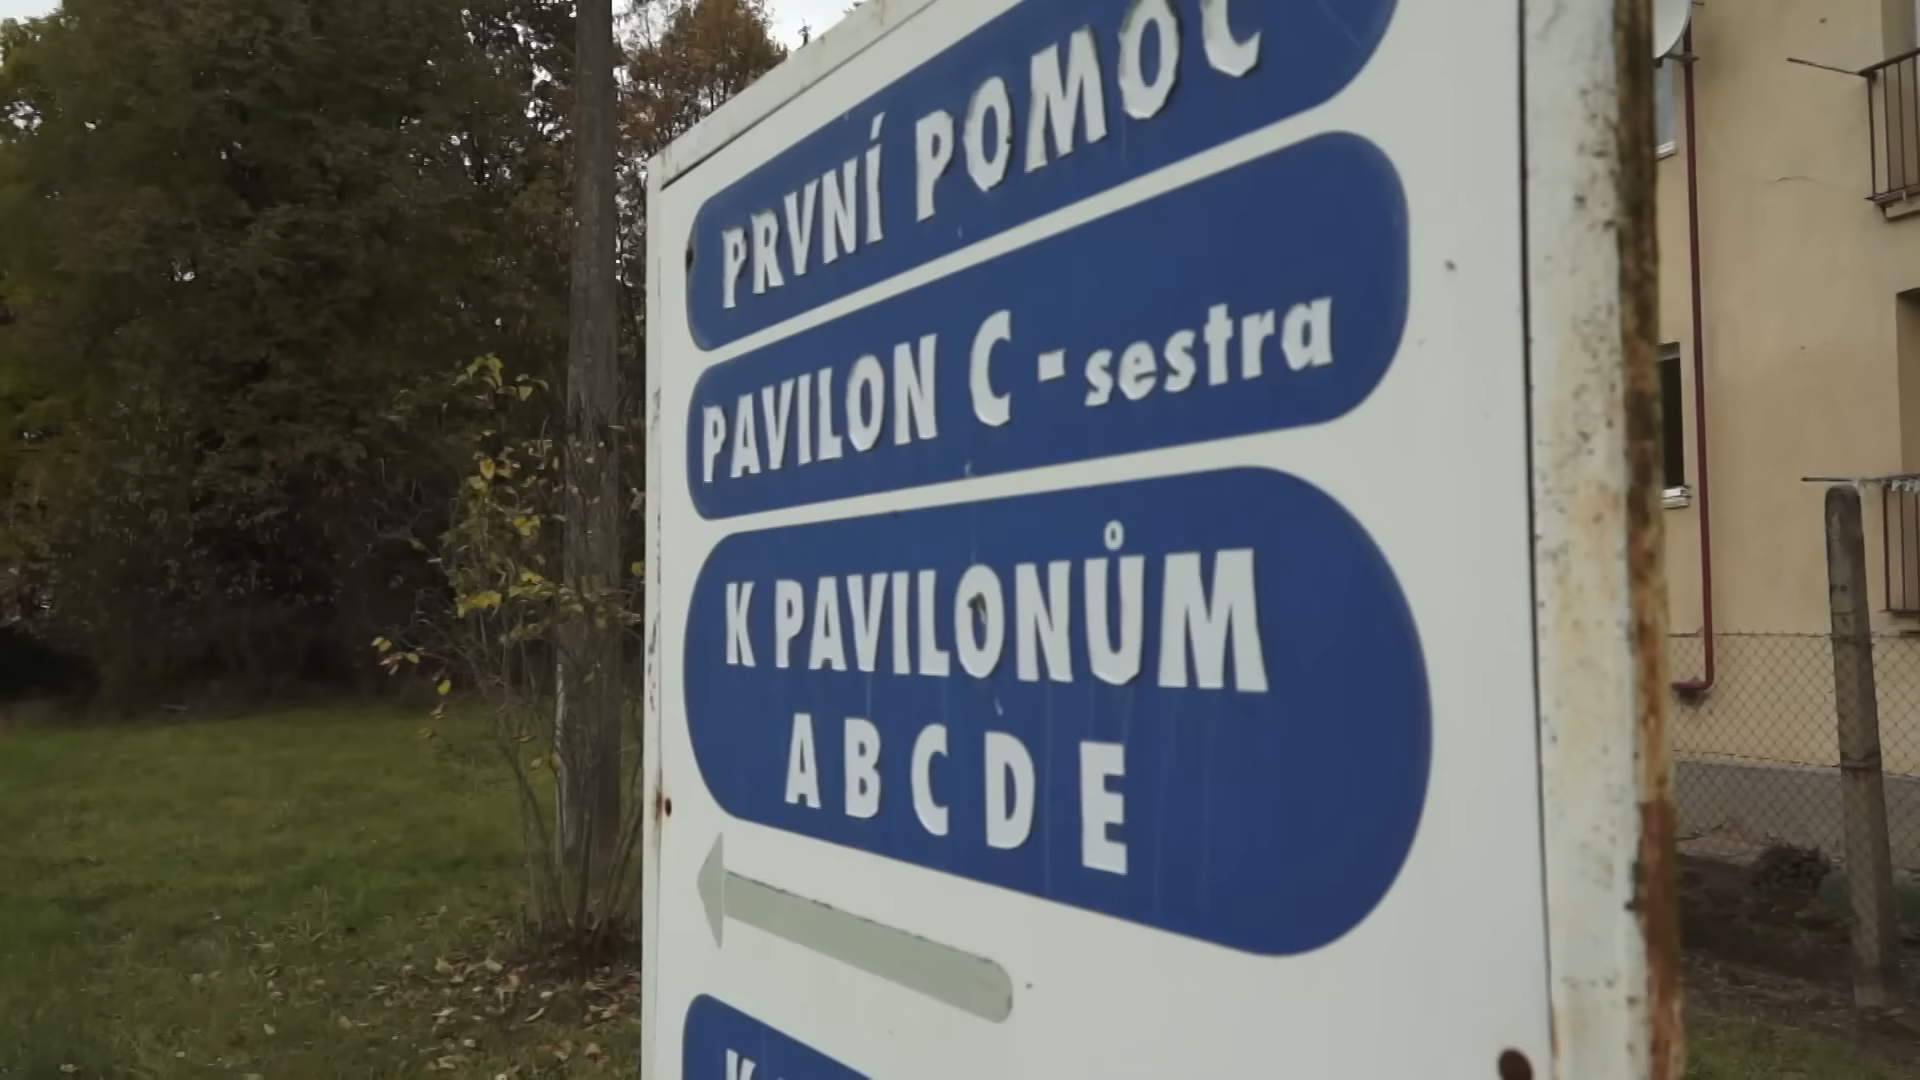 PRVNÍ POMOC
PAVILON C - sestra
K PAVILONŮM
A B C D E
K